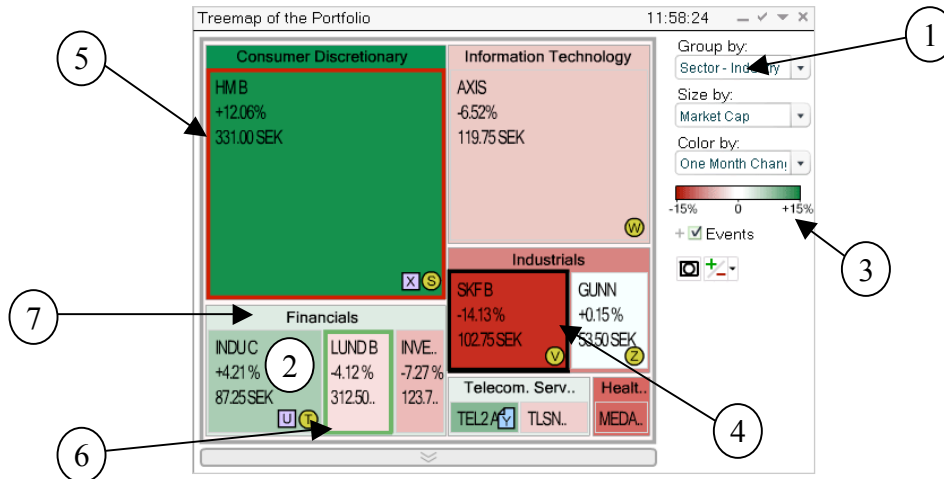 Treemap of the Portfolio 11:58:24
1
Group by:
Sector - Industry
Size by:
Market Cap
Color by:
One Month Chang
-15% 0 +15%
+ Events
3
5
Consumer Discretionary
HM B
+12.06%
331.00 SEK
X S
Information Technology
AXIS
-6.52%
119.75 SEK
W
Industrials
SKF B
-14.13%
102.75 SEK
V
GUNN
+0.15%
53.50 SEK
Z
4
7
Financials
INDU C
+4.21%
87.25 SEK
U T
2
LUND B
-4.12 %
312.50..
INVE..
-7.27 %
123.7..
6
Telecom. Serv..
TEL2 A Y
TLSN..
Healt..
MEDA..